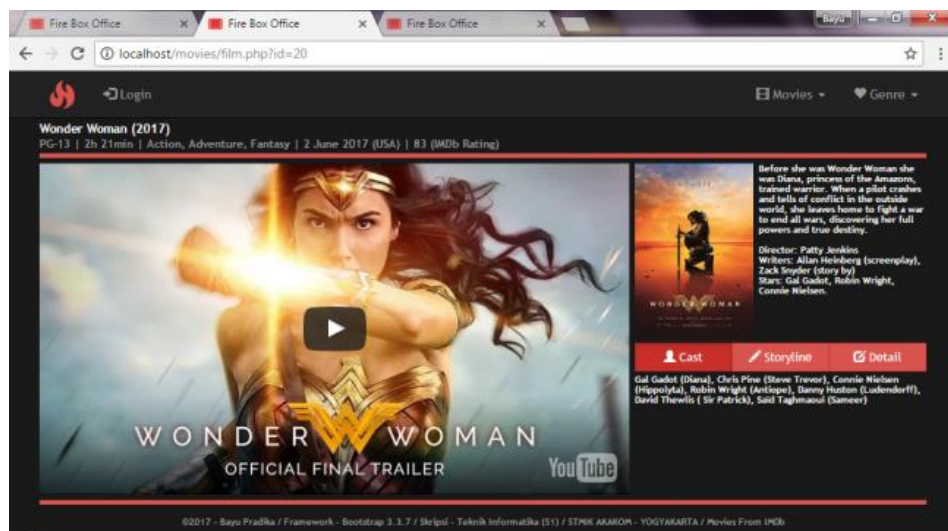 Fire Box Office
Fire Box Office
Fire Box Office
Bayu
localhost/movies/film.php?id=20
Login
Movies
Genre
Wonder Woman (2017)
PG-13 | 2h 21min | Action, Adventure, Fantasy | 2 June 2017 (USA) | 83 (IMDb Rating)
WONDER WOMAN
OFFICIAL FINAL TRAILER
YouTube
WONDER WOMAN
Before she was Wonder Woman she
was Diana, princess of the Amazons,
trained warrior. When a pilot crashes
and tells of conflict in the outside
world, she leaves home to fight a war
to end all wars, discovering her full
powers and true destiny.
Director: Patty Jenkins
Writers: Allan Heinberg (screenplay),
Zack Snyder (story by)
Stars: Gal Gadot, Robin Wright,
Connie Nielsen.
Cast
Storyline
Detail
Gal Gadot (Diana), Chris Pine (Steve Trevor), Connie Nielsen
(Hippolyta), Robin Wright (Antiope), Danny Huston (Ludendorff),
David Thewlis ( Sir Patrick), Saïd Taghmaoui (Sameer)
©2017 - Bayu Pradika / Framework - Bootstrap 3.3.7 / Skripsi - Teknik Informatika (S1) / STMIK AKAKOM - YOGYAKARTA / Movies From IMDb